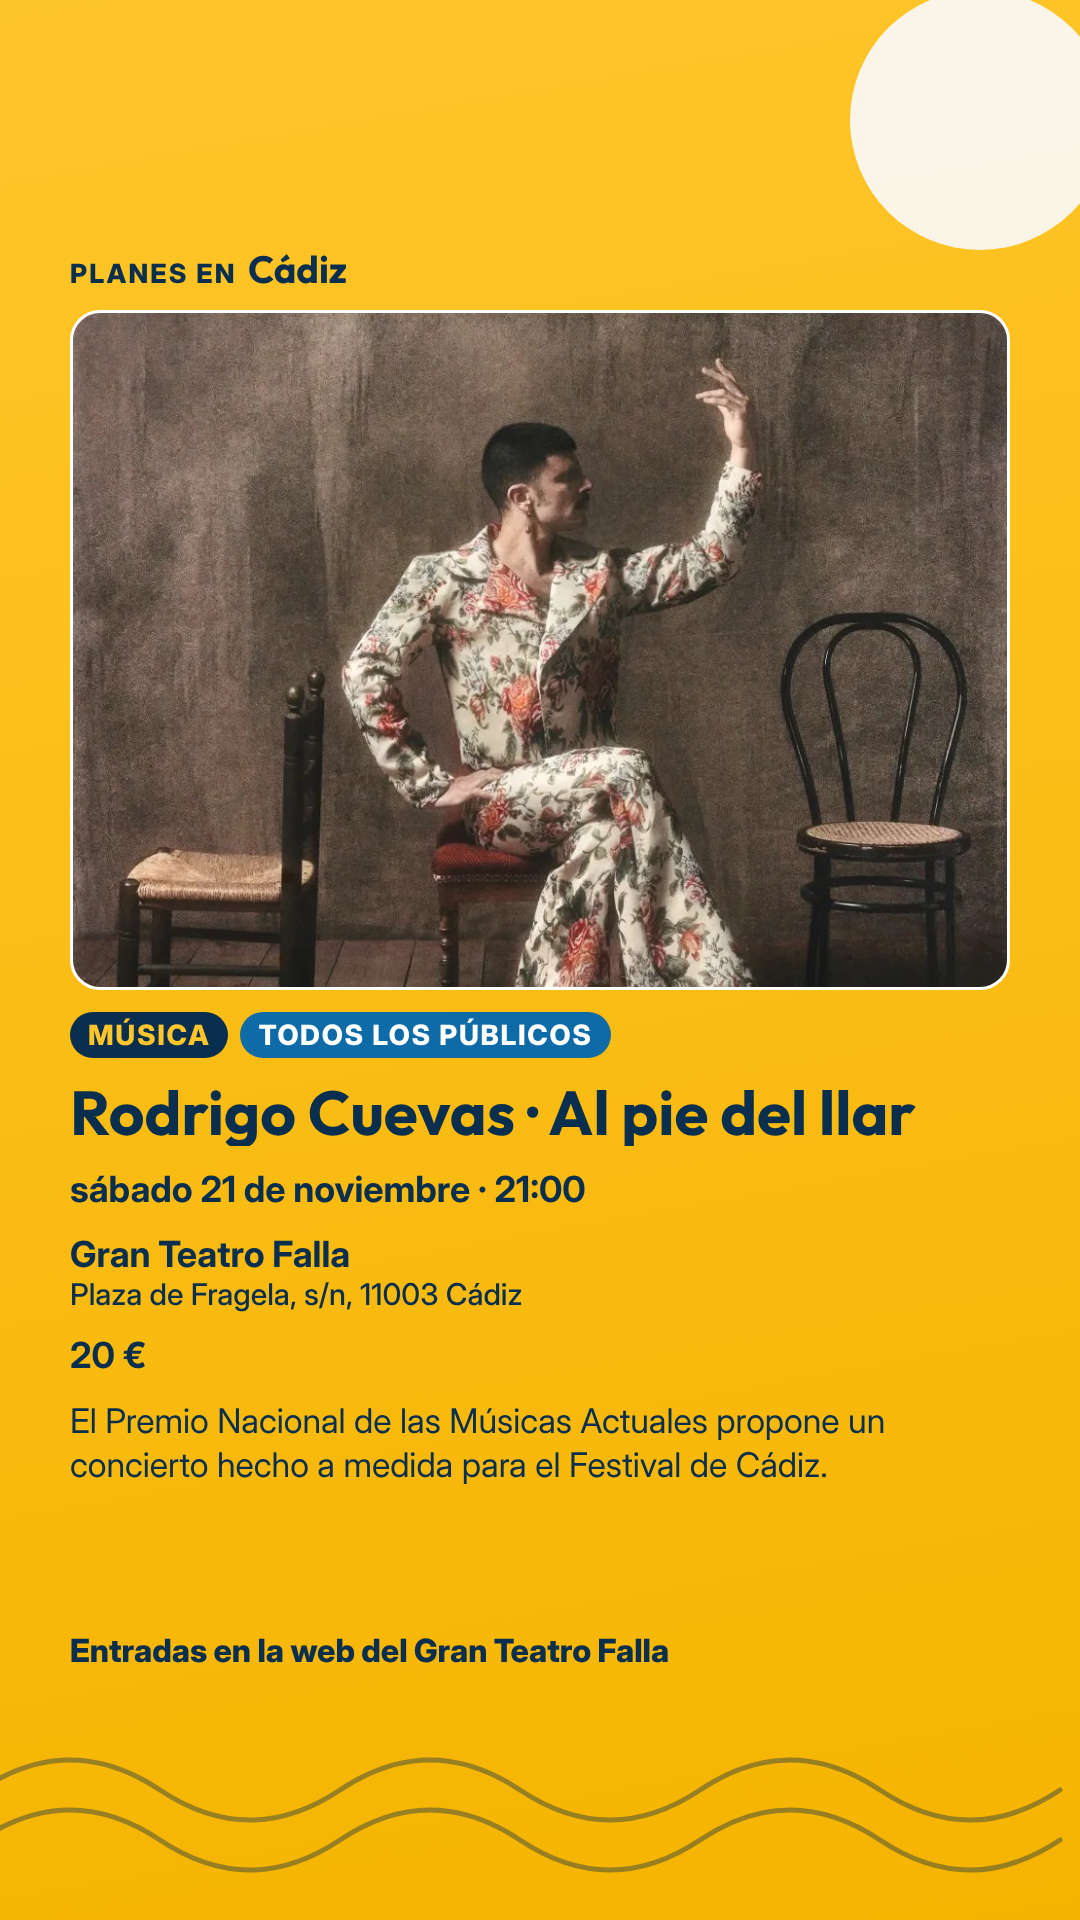 PLANES EN Cádiz
MÚSICA TODOS LOS PÚBLICOS
Rodrigo Cuevas · Al pie del llar
sábado 21 de noviembre · 21:00
Gran Teatro Falla
Plaza de Fragela, s/n, 11003 Cádiz
20 €
El Premio Nacional de las Músicas Actuales propone un
concierto hecho a medida para el Festival de Cádiz.
Entradas en la web del Gran Teatro Falla